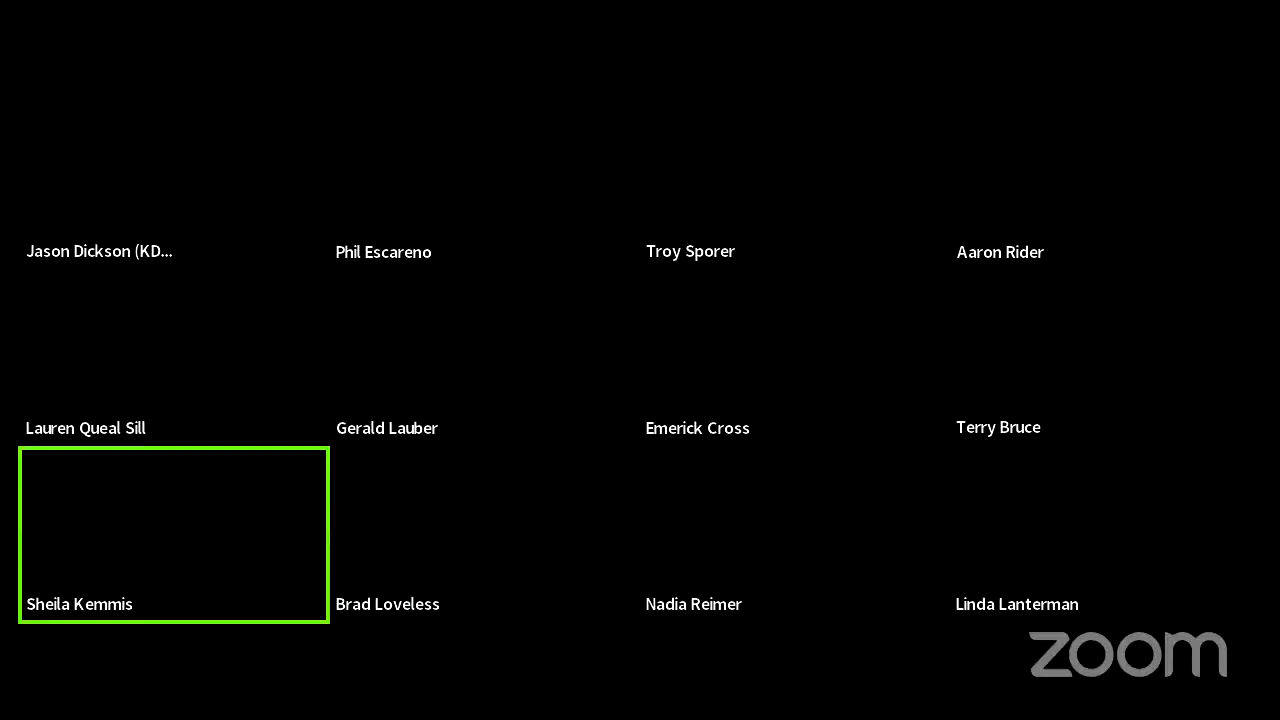 Jason Dickson (KD...
Phil Escareno
Troy Sporer
Aaron Rider
Lauren Queal Sill
Gerald Lauber
Emerick Cross
Terry Bruce
Sheila Kemmis
Brad Loveless
Nadia Reimer
Linda Lanterman
zoom